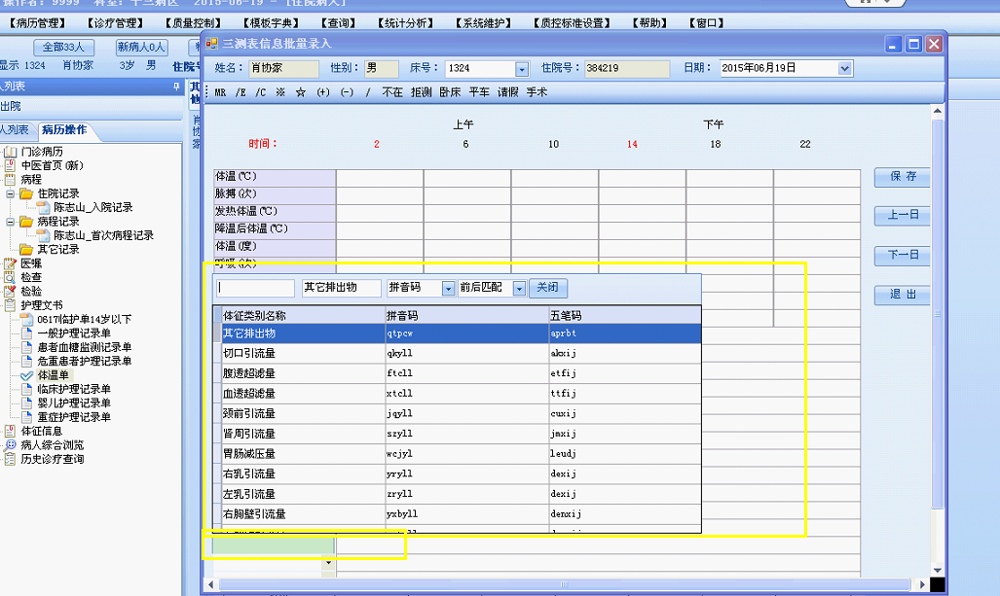 操作者：9999 科室：十三病区 2015-06-19 - [住院病人]
【病历管理】 【诊疗管理】 【质量控制】 【模板字典】 【查询】 【统计分析】 【系统维护】 【质控标准设置】 【帮助】 【窗口】
全部33人 新病人0人
显示 1324 肖协家 3岁 男 住院号
人列表
出院
人列表 病历操作
门诊病历
中医首页(新)
病程
住院记录
陈志山_入院记录
病程记录
陈志山_首次病程记录
其它记录
医嘱
检查
检验
护理文书
0617临护单14岁以下
一般护理记录单
患者血糖监测记录单
危重患者护理记录单
体温单
临床护理记录单
婴儿护理记录单
重症护理记录单
体征信息
病人综合浏览
历史诊疗查询
其他
肖协家
三测表信息批量录入
姓名： 肖协家 性别： 男 床号： 1324 住院号： 384219 日期： 2015年06月19日
MR /E /C ※ ☆ (+) (-) / 不在 拒测 卧床 平车 请假 手术
上午 下午
时间： 2 6 10 14 18 22
体温(℃)
脉搏(次)
发热体温(℃)
降温后体温(℃)
体温(度)
呼吸(次)
保 存
上一日
下一日
退 出
其它排出物 拼音码 前后匹配 关闭
体征类别名称 拼音码 五笔码
其它排出物 qtpcw aprbt
切口引流量 qkyll akxij
腹透超滤量 ftcll etfij
血透超滤量 xtcll ttfij
颈前引流量 jqyll cuxij
肾周引流量 szyll jmxij
胃肠减压量 wcjyl leudj
右乳引流量 yryll dexij
左乳引流量 zryll dexij
右胸壁引流量 yxbyll denxij